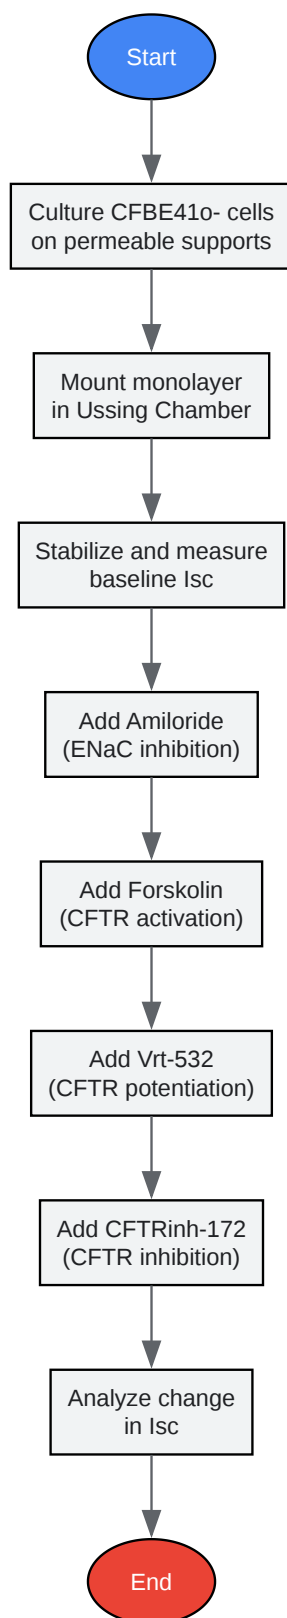 Start
Culture CFBE41o- cells
on permeable supports
Mount monolayer
in Ussing Chamber
Stabilize and measure
baseline Isc
Add Amiloride
(ENaC inhibition)
Add Forskolin
(CFTR activation)
Add Vrt-532
(CFTR potentiation)
Add CFTRinh-172
(CFTR inhibition)
Analyze change
in Isc
End